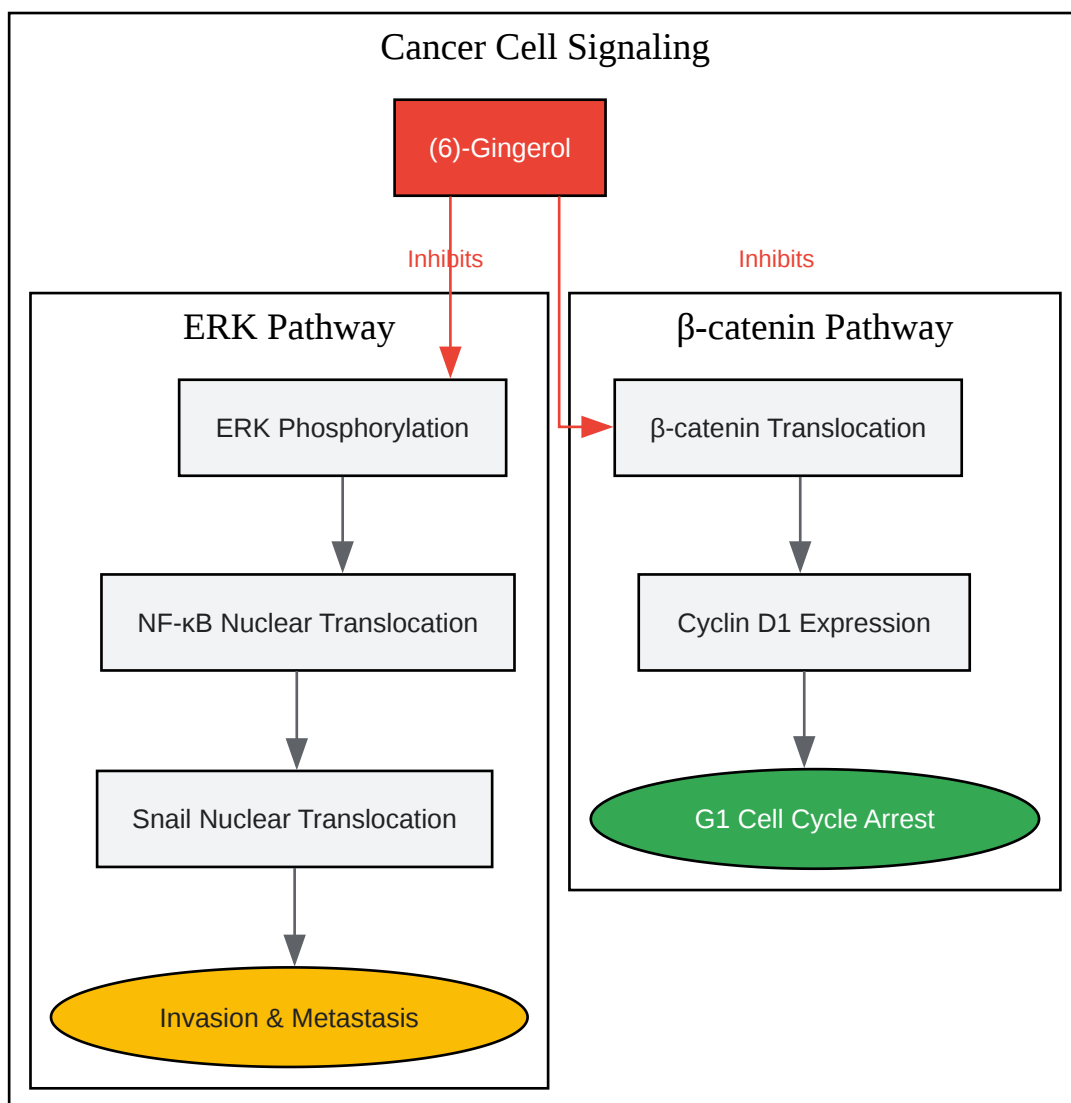 Cancer Cell Signaling
(6)-Gingerol
Inhibits
Inhibits
ERK Pathway
ERK Phosphorylation
NF-κB Nuclear Translocation
Snail Nuclear Translocation
Invasion & Metastasis
β-catenin Pathway
β-catenin Translocation
Cyclin D1 Expression
G1 Cell Cycle Arrest